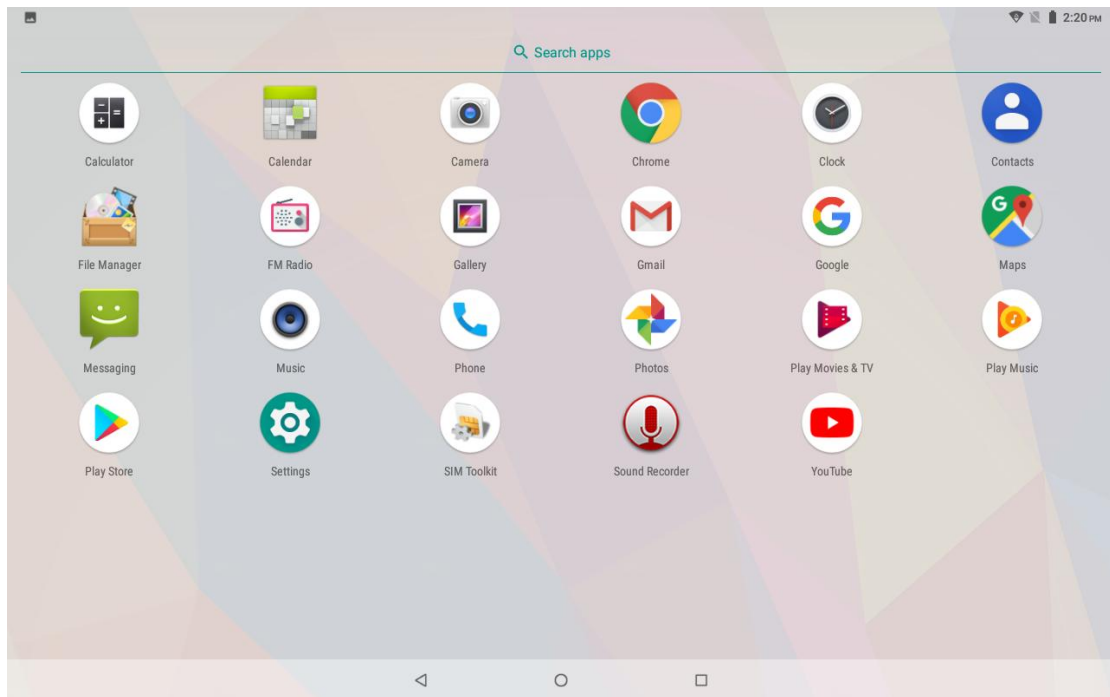 2:20 PM
Search apps
Calculator Calendar Camera Chrome Clock Contacts
File Manager FM Radio Gallery Gmail Google Maps
Messaging Music Phone Photos Play Movies & TV Play Music
Play Store Settings SIM Toolkit Sound Recorder YouTube